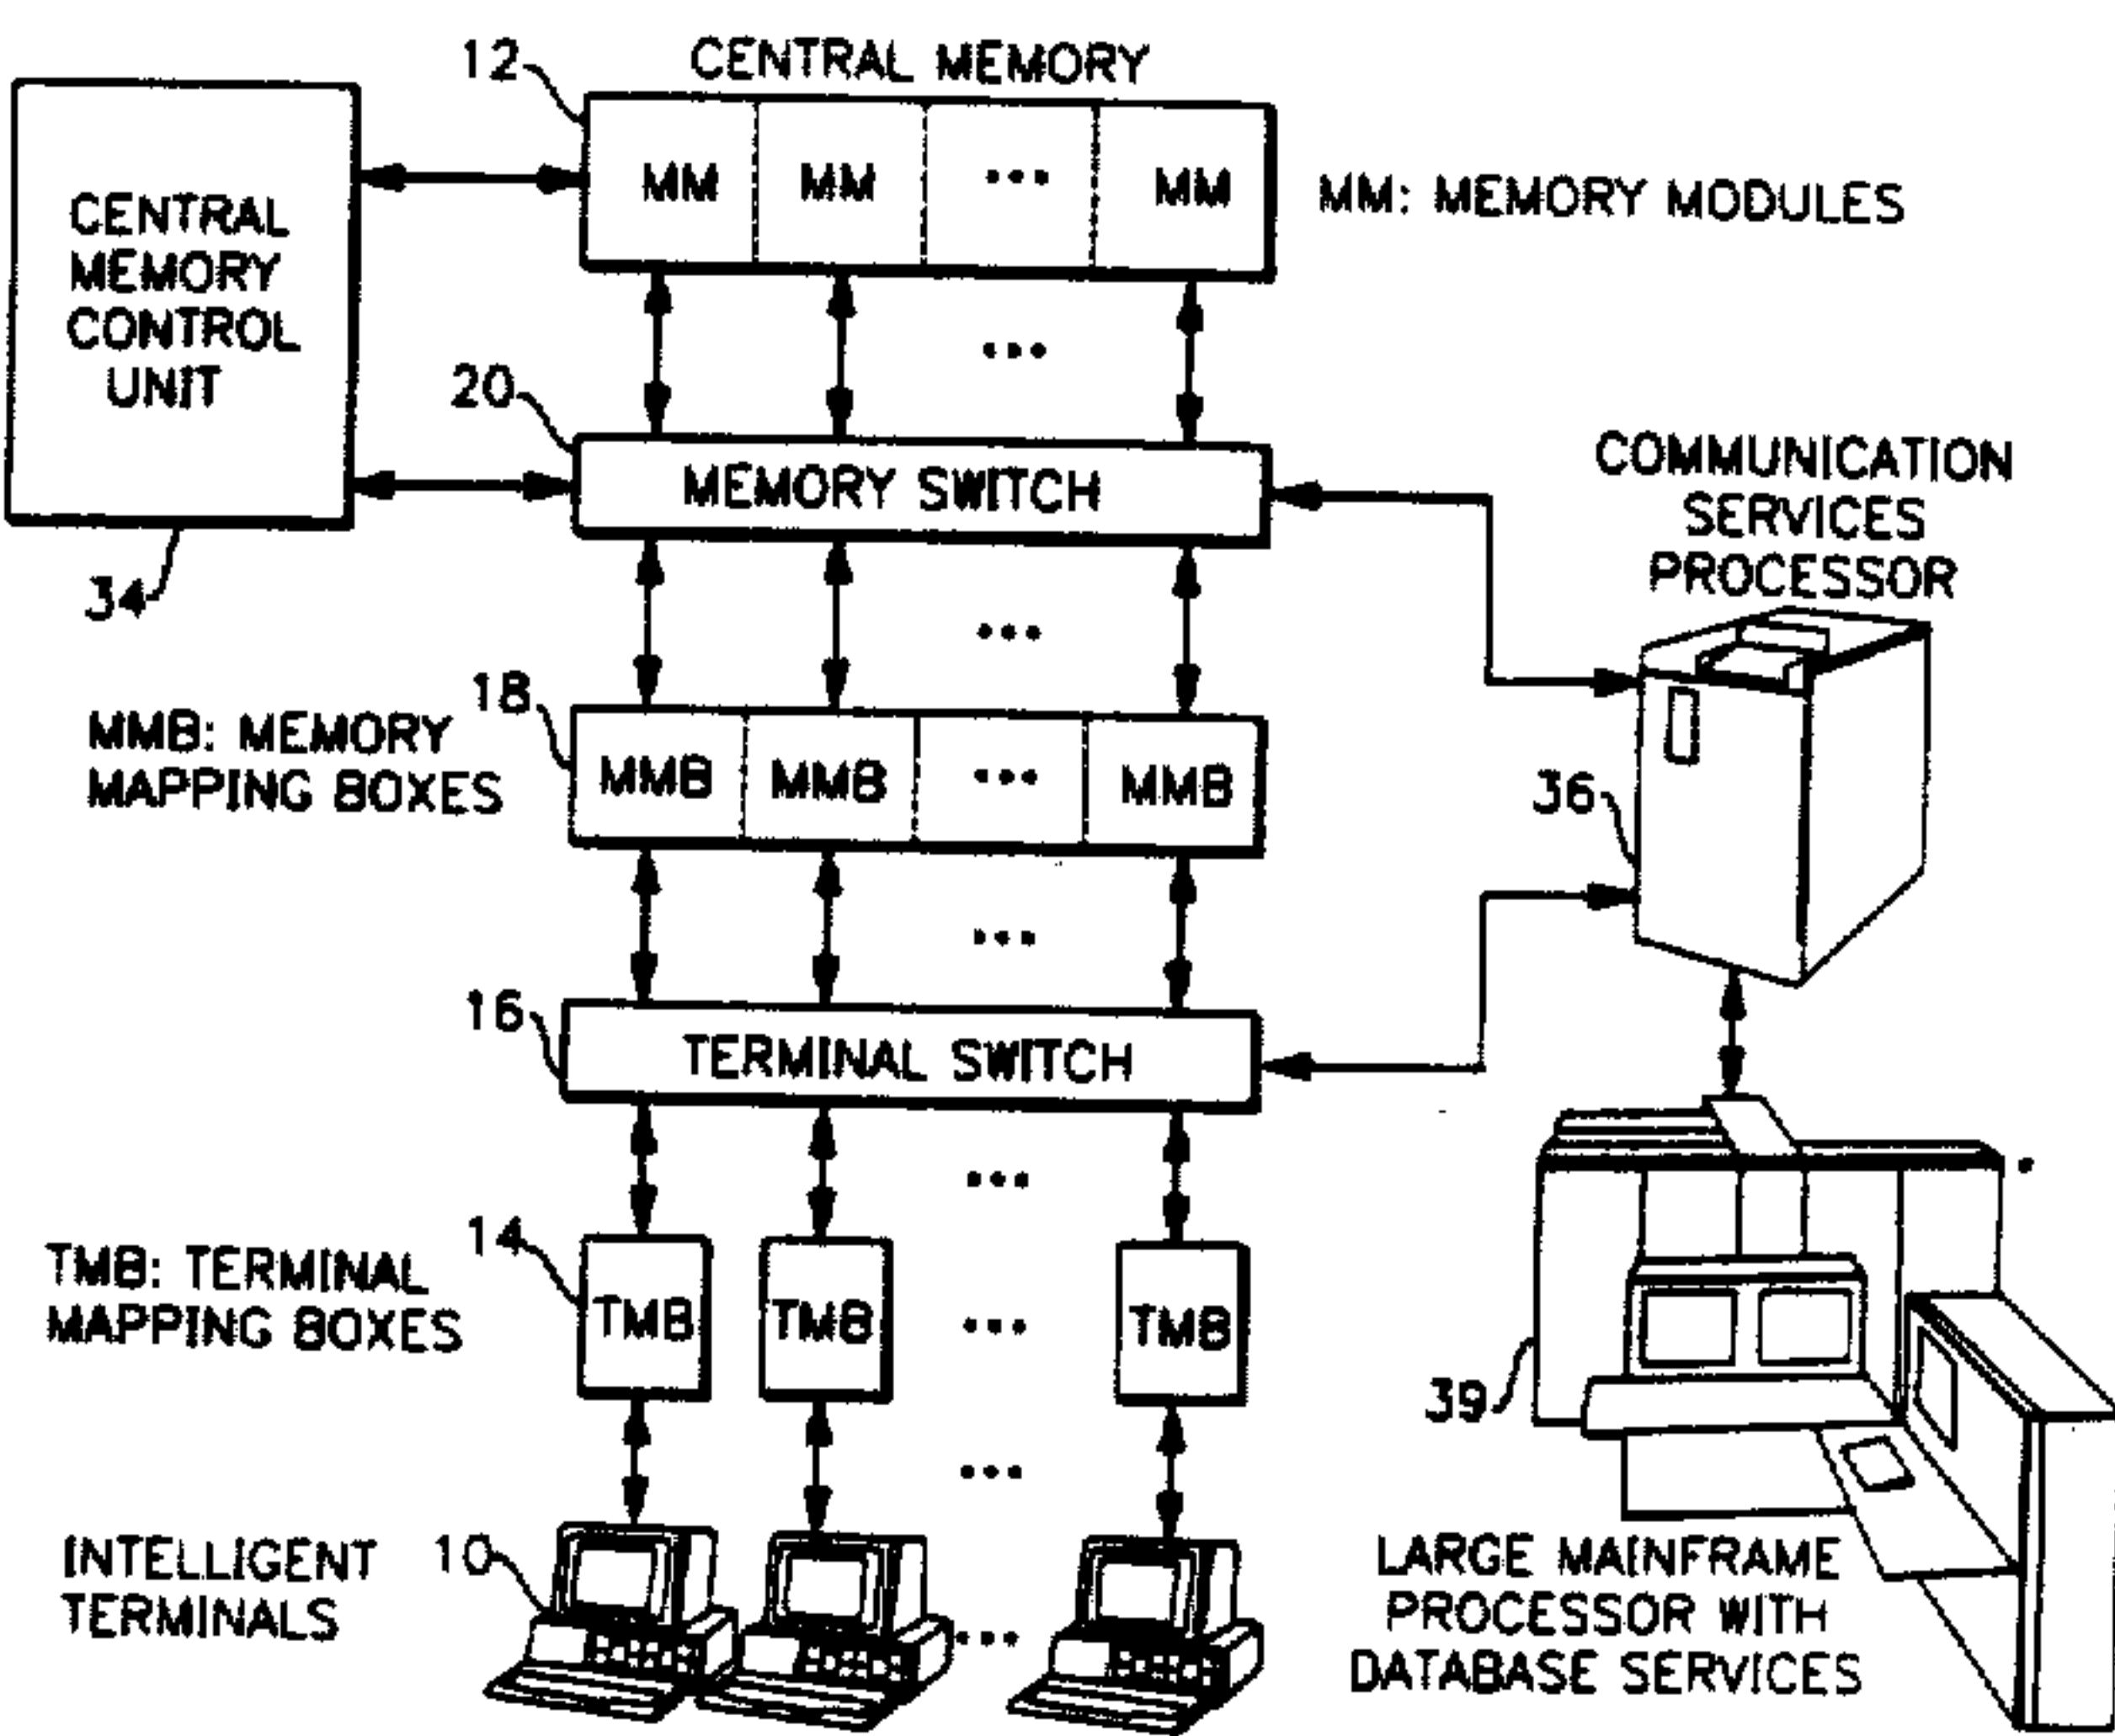 12
CENTRAL MEMORY
MM
MM
•••
MM
MM: MEMORY MODULES
CENTRAL
MEMORY
CONTROL
UNIT
34
•••
20
MEMORY SWITCH
COMMUNICATION
SERVICES
PROCESSOR
36
•••
MMB: MEMORY
MAPPING BOXES
18
MMB
MMB
•••
MMB
•••
16
TERMINAL SWITCH
•••
TMB: TERMINAL
MAPPING BOXES
14
TMB
TMB
•••
TMB
39
•••
INTELLIGENT
TERMINALS
10
•••
LARGE MAINFRAME
PROCESSOR WITH
DATABASE SERVICES